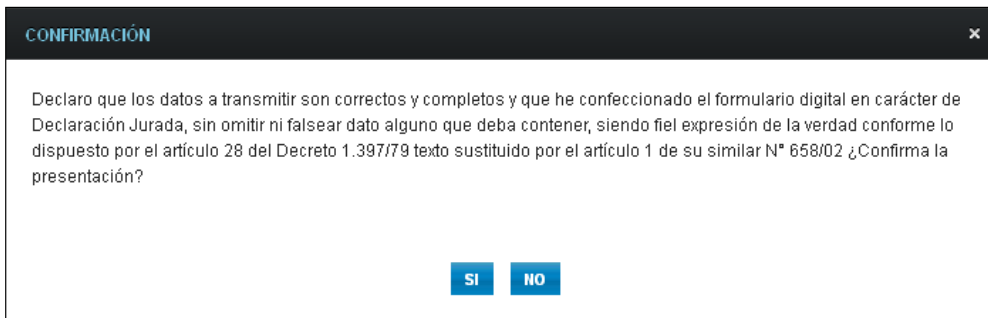 CONFIRMACIÓN
Declaro que los datos a transmitir son correctos y completos y que he confeccionado el formulario digital en carácter de
Declaración Jurada, sin omitir ni falsear dato alguno que deba contener, siendo fiel expresión de la verdad conforme lo
dispuesto por el artículo 28 del Decreto 1.397/79 texto sustituido por el artículo 1 de su similar N° 658/02 ¿Confirma la
presentación?
SI NO